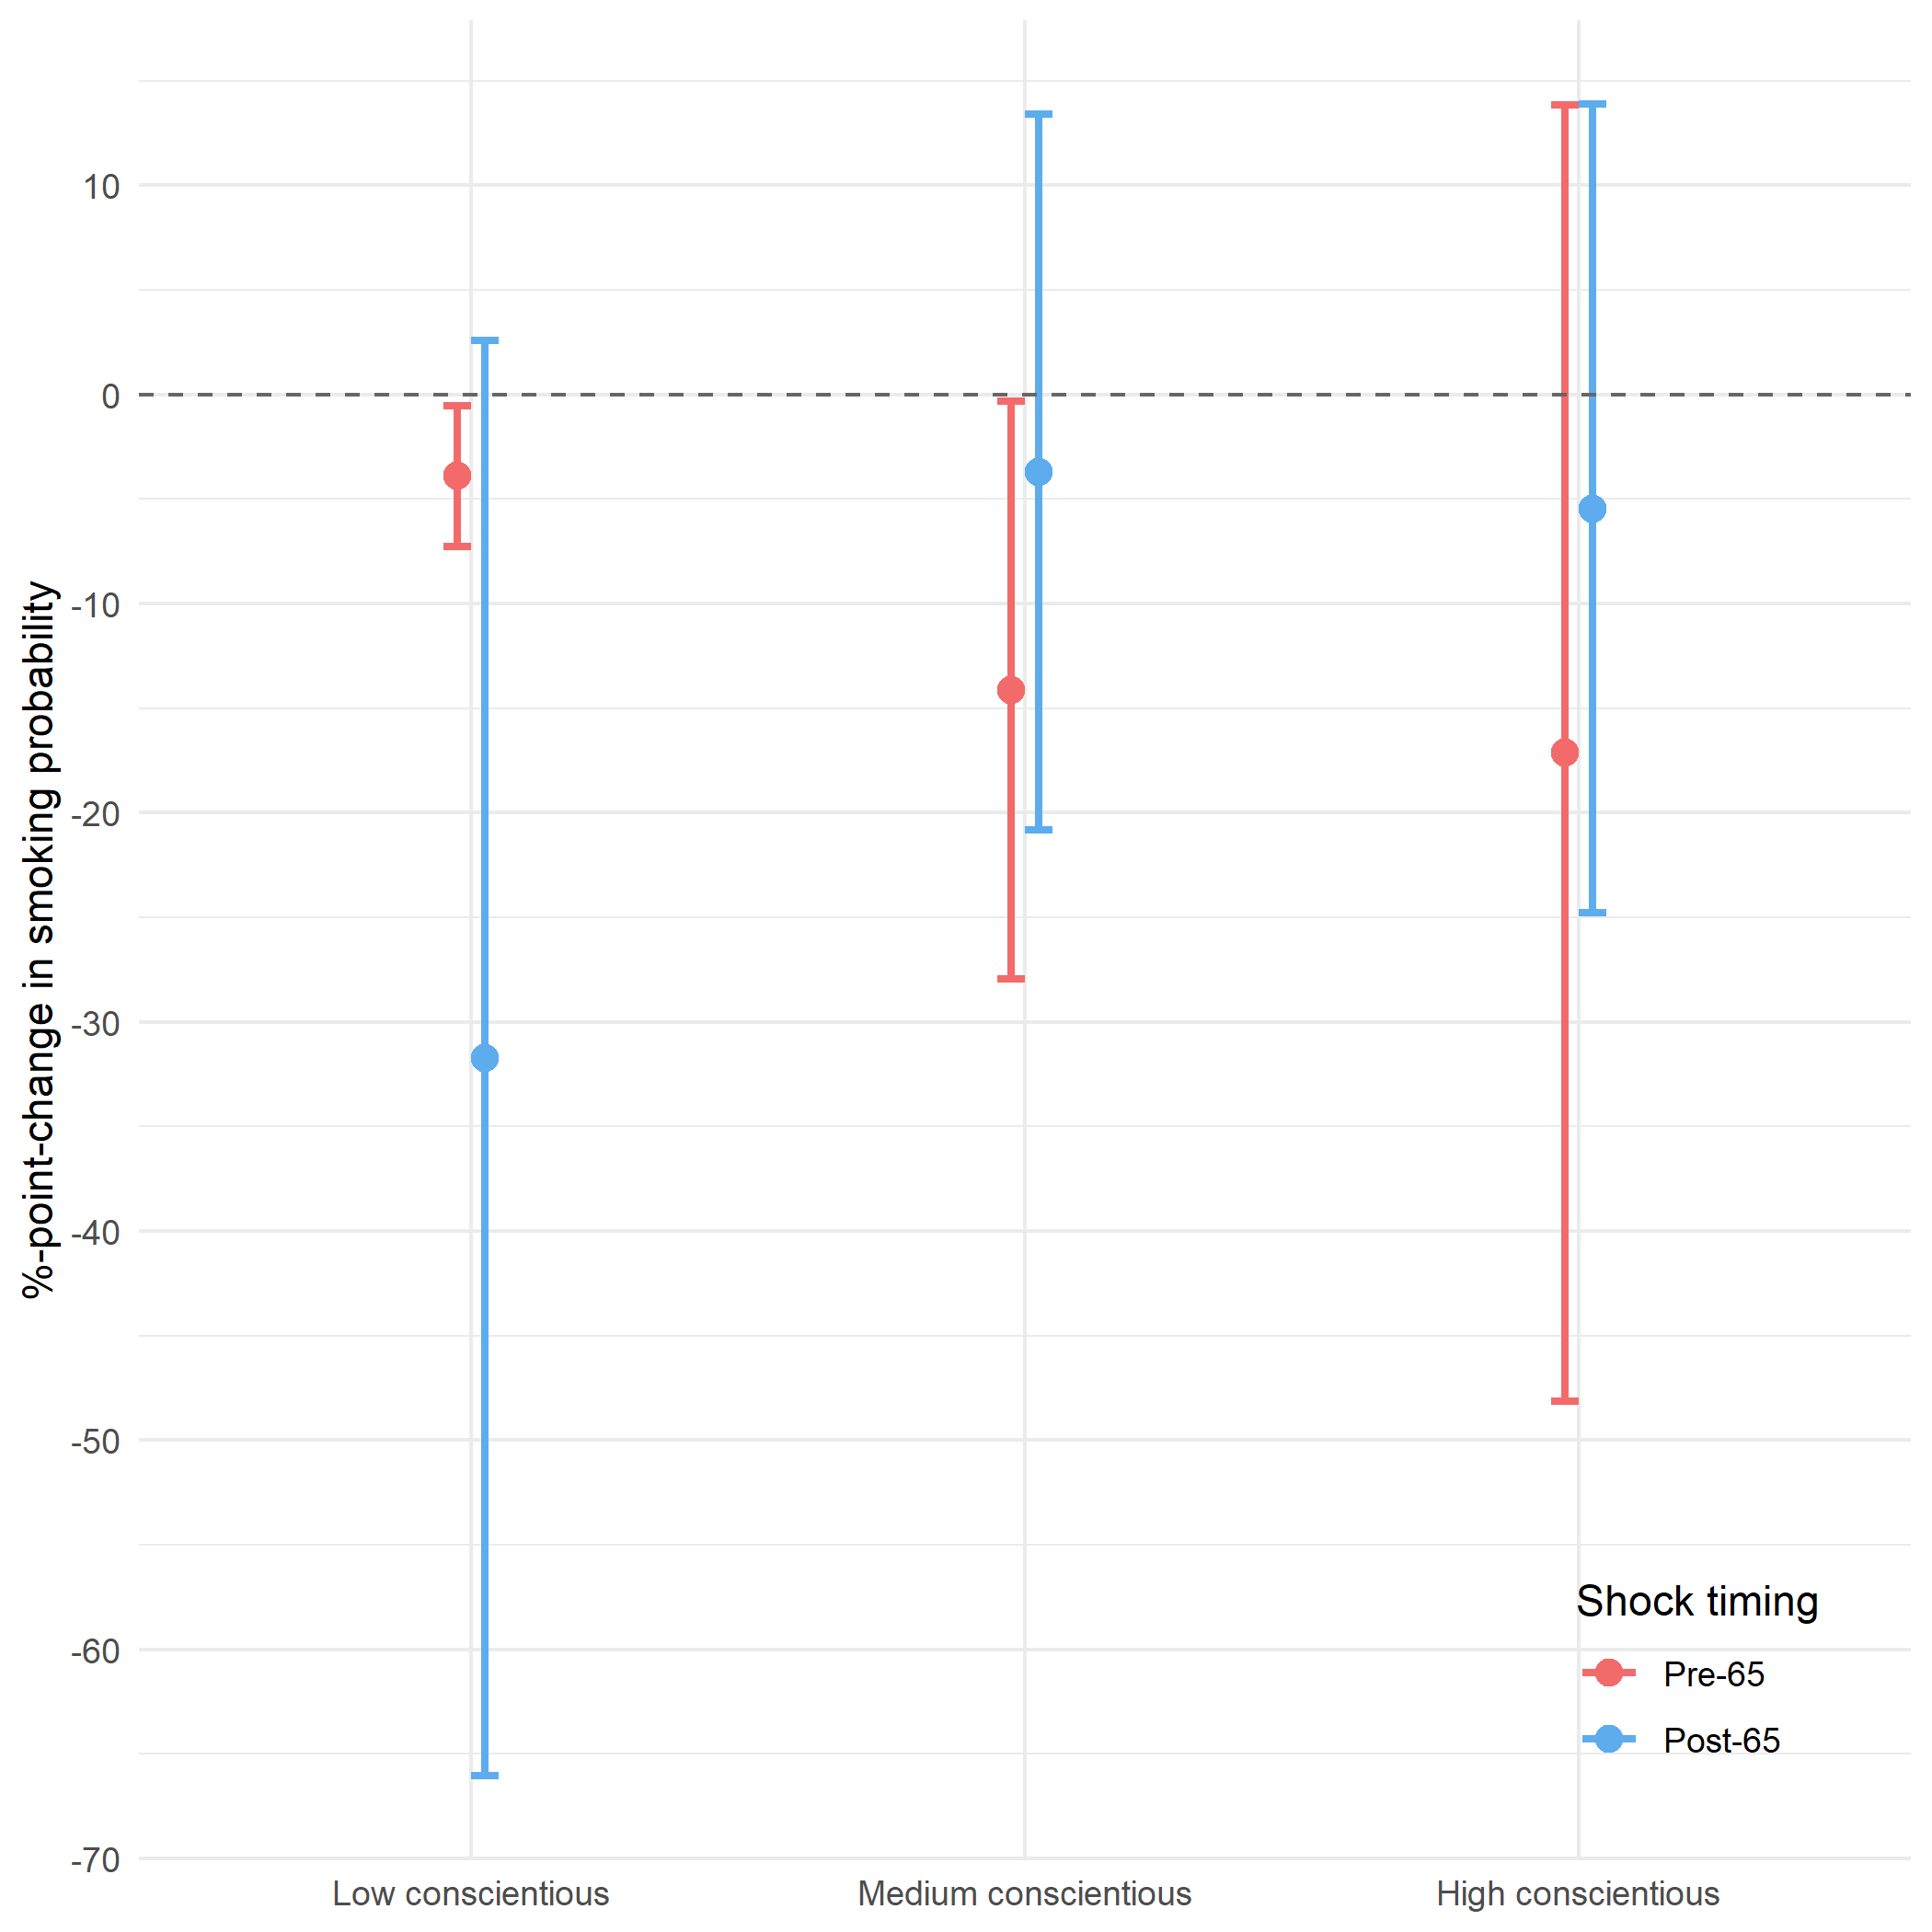 %-point-change in smoking probability
10
0
-10
-20
-30
-40
-50
-60
-70
Shock timing
Pre-65
Post-65
Low conscientious
Medium conscientious
High conscientious